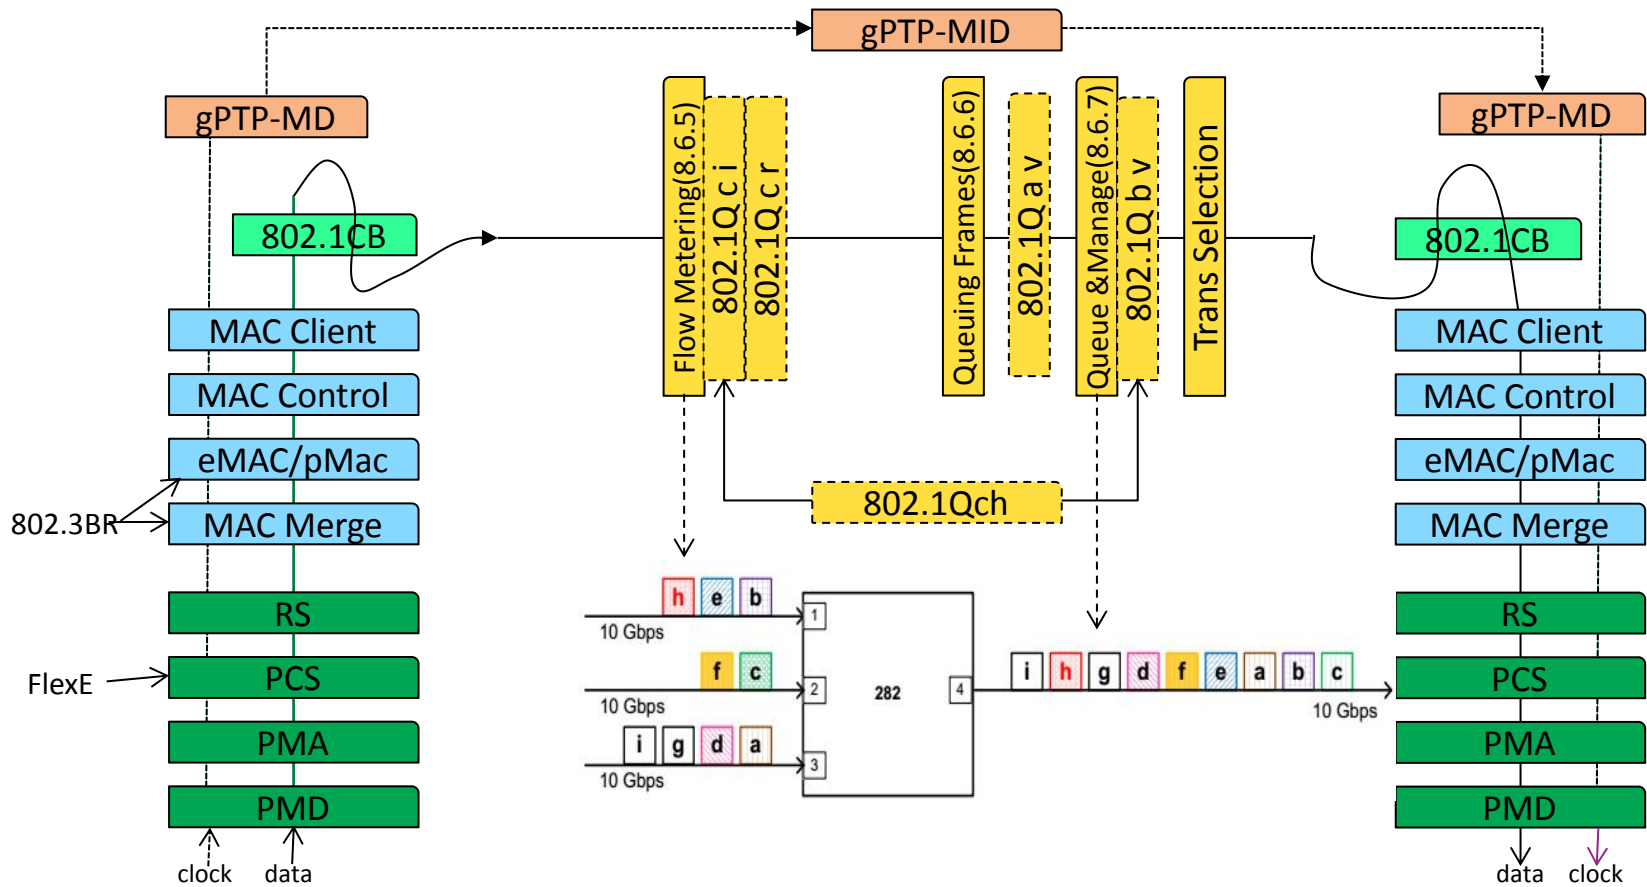 gPTP-MID
gPTP-MD
gPTP-MD
802.1CB
802.1CB
Flow Metering(8.6.5)
802.1Q c i
802.1Q c r
Queuing Frames(8.6.6)
802.1Q a v
Queue &Manage(8.6.7)
802.1Q b v
Trans Selection
802.1Qch
MAC Client
MAC Control
eMAC/pMac
MAC Merge
802.3BR
RS
PCS
FlexE
PMA
PMD
clock data
h e b
10 Gbps
1
f c
10 Gbps
2
i g d a
10 Gbps
3
282
4
i h g d f e a b c
10 Gbps
MAC Client
MAC Control
eMAC/pMac
MAC Merge
RS
PCS
PMA
PMD
data clock